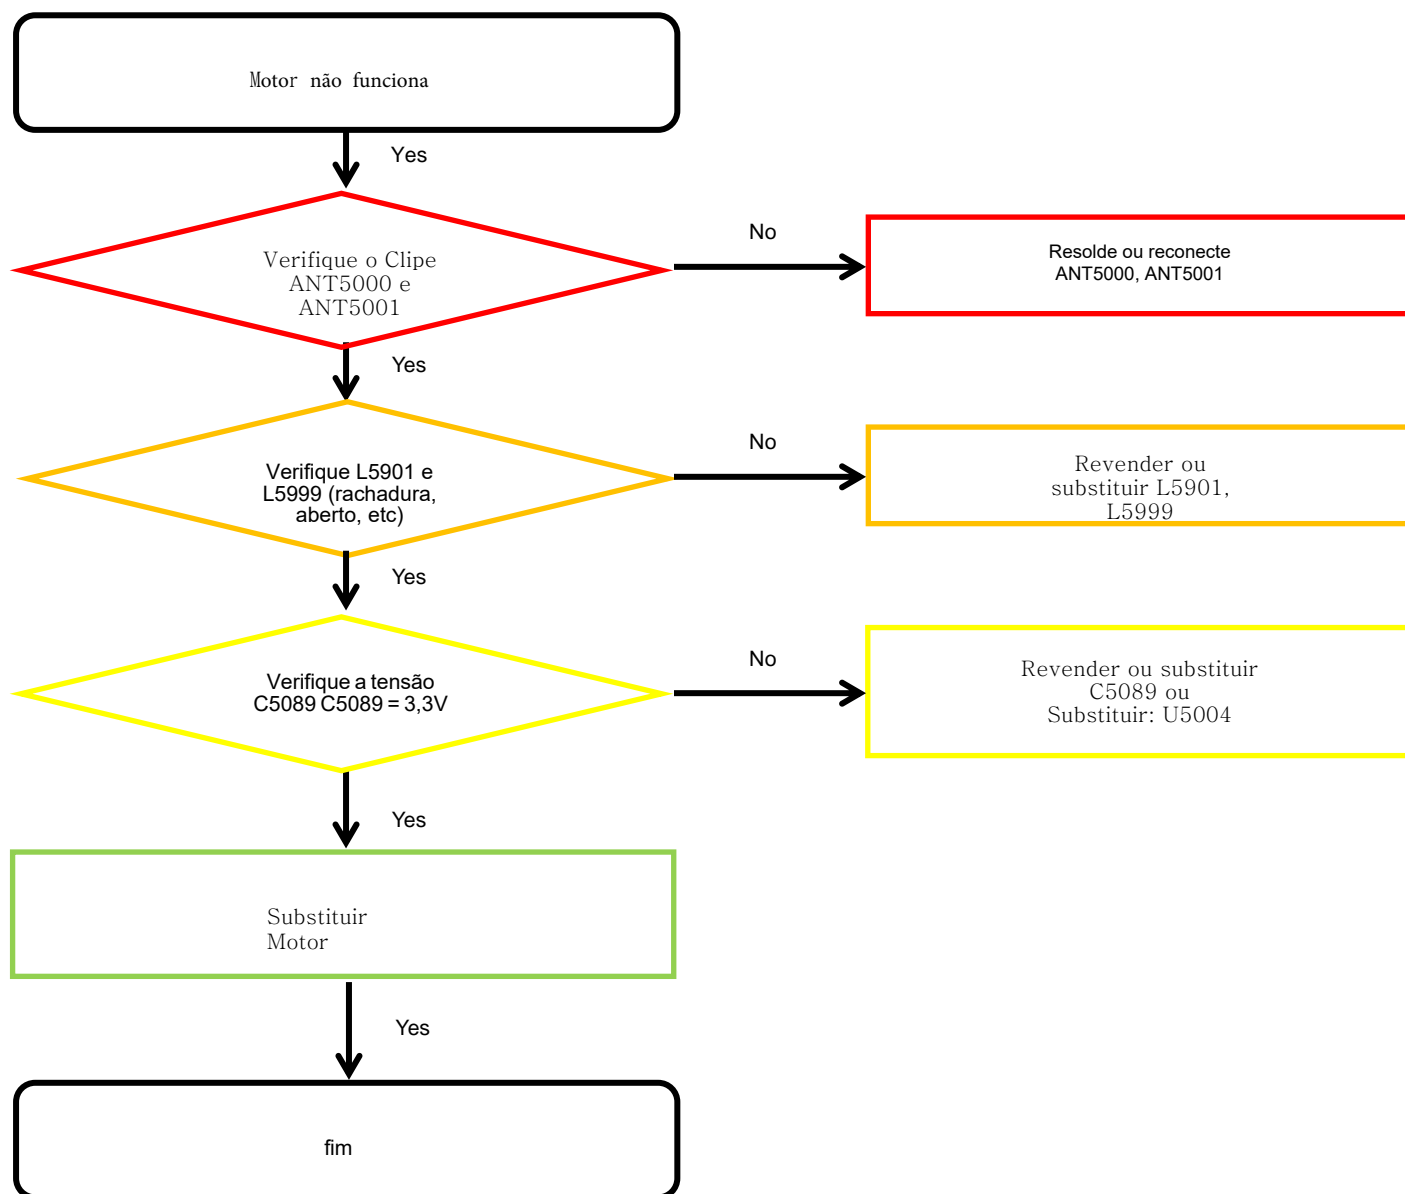 Motor não funciona
Yes
Verifique o Clipe
ANT5000 e
ANT5001
No
Resolde ou reconecte
ANT5000, ANT5001
Yes
Verifique L5901 e
L5999 (rachadura,
aberto, etc)
No
Revender ou
substituir L5901,
L5999
Yes
Verifique a tensão
C5089 C5089 = 3,3V
No
Revender ou substituir
C5089 ou
Substituir: U5004
Yes
Substituir
Motor
Yes
fim